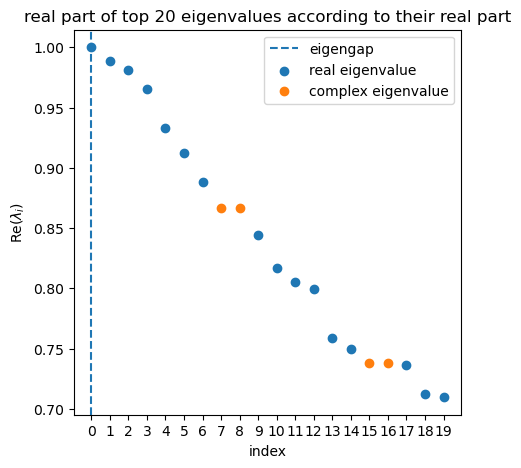 real part of top 20 eigenvalues according to their real part
eigengap
real eigenvalue
complex eigenvalue
1.00
0.95
0.90
0.85
0.80
0.75
0.70
Re(λᵢ)
0 1 2 3 4 5 6 7 8 9 10 11 12 13 14 15 16 17 18 19
index